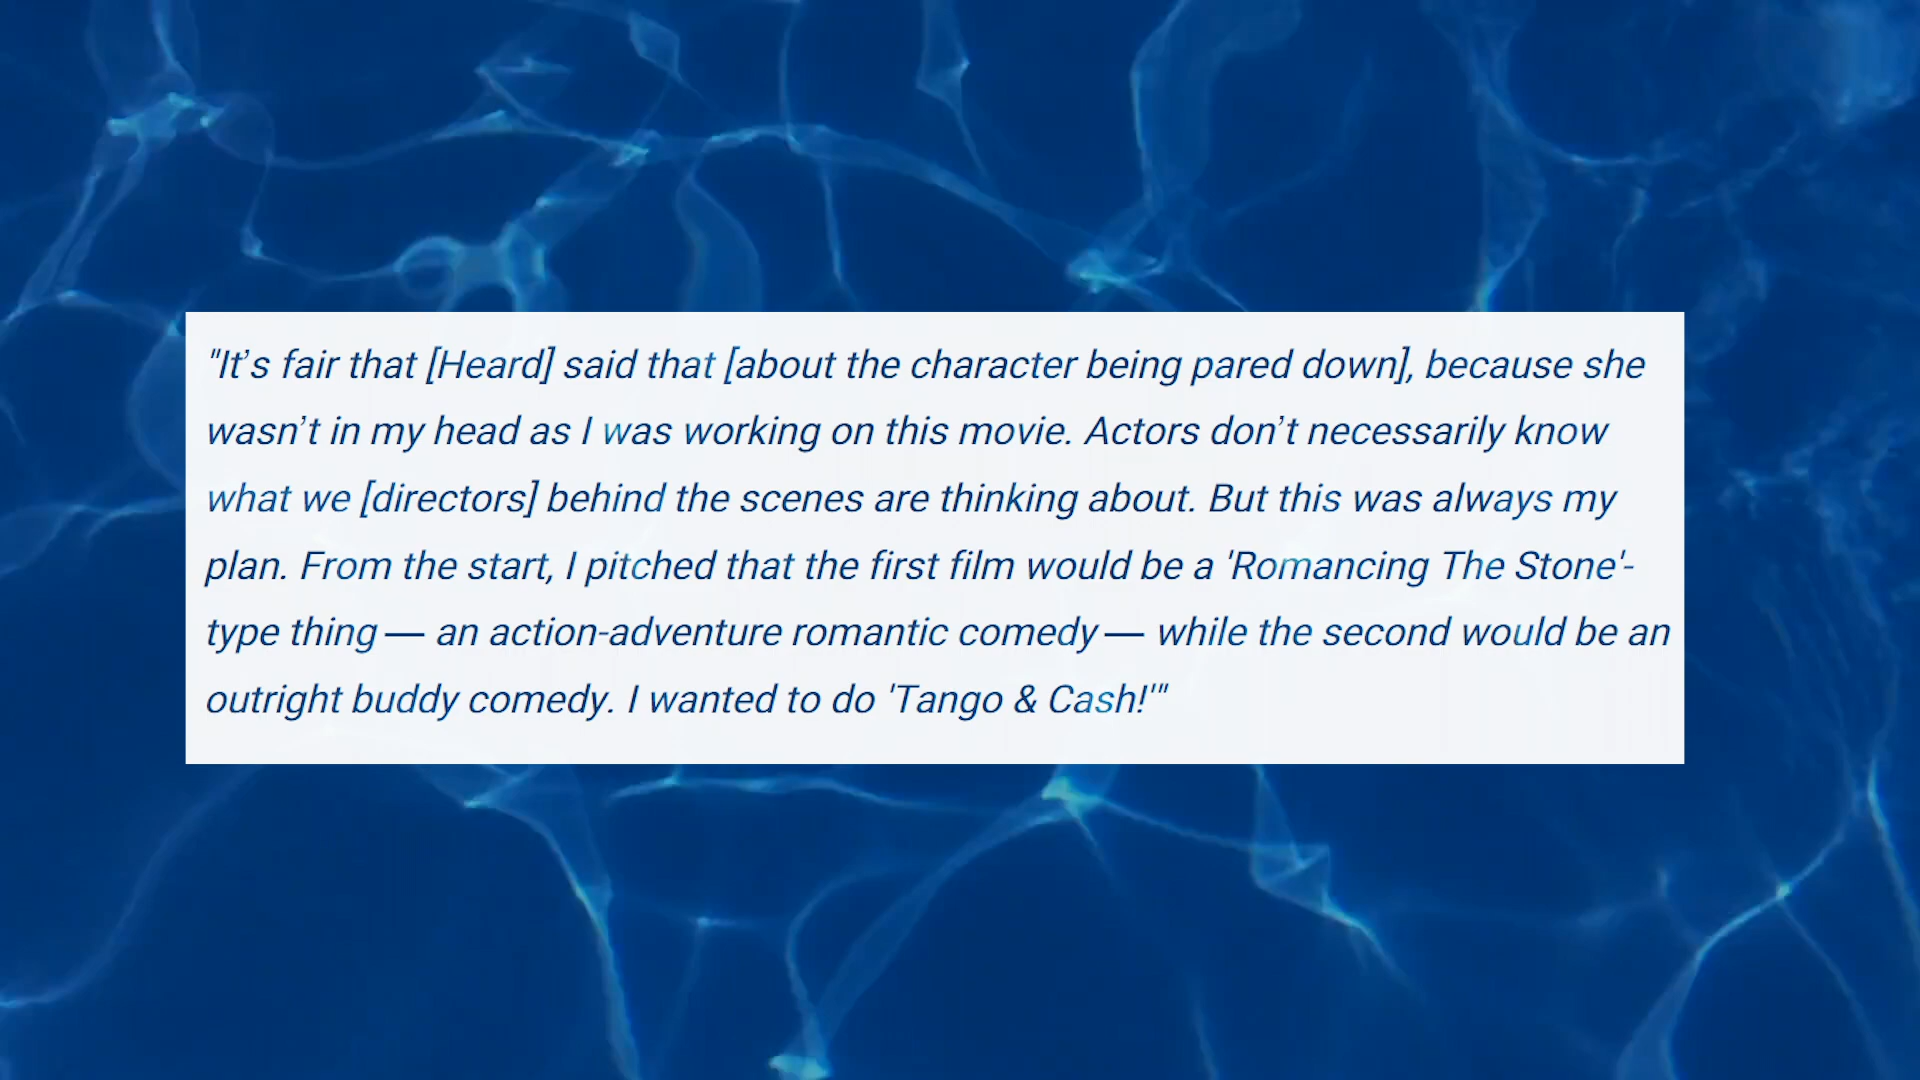 "It’s fair that [Heard] said that [about the character being pared down], because she
wasn’t in my head as I was working on this movie. Actors don’t necessarily know
what we [directors] behind the scenes are thinking about. But this was always my
plan. From the start, I pitched that the first film would be a 'Romancing The Stone'-
type thing — an action-adventure romantic comedy — while the second would be an
outright buddy comedy. I wanted to do 'Tango & Cash!'"